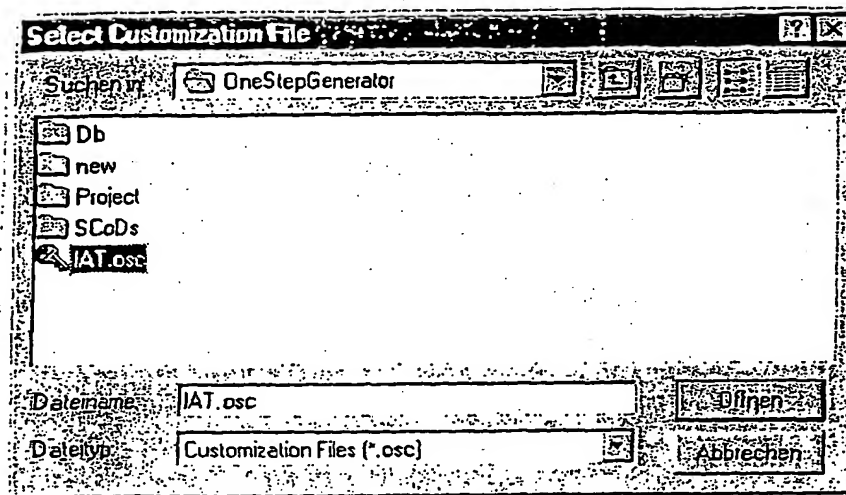 Select Customization File
Suchen in: OneStepGenerator
Db
new
Project
SCoDs
IAT.osc
Dateiname: IAT.osc Öffnen
Dateityp: Customization Files (*.osc) Abbrechen